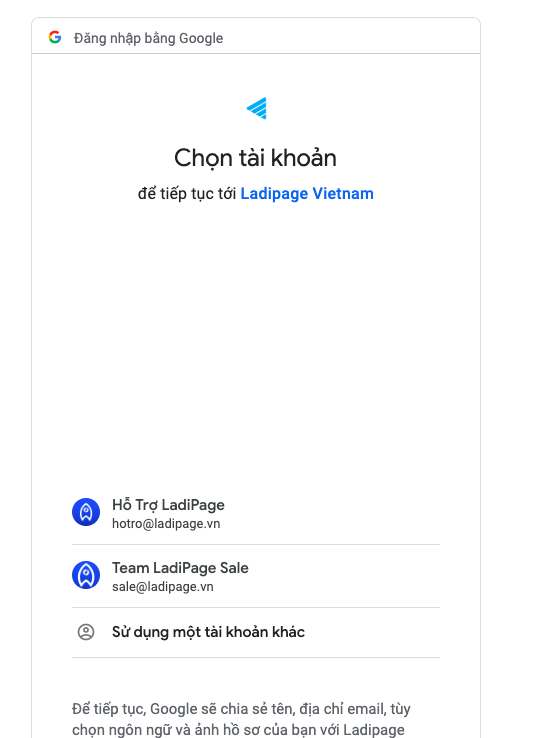 Đăng nhập bằng Google
Chọn tài khoản
để tiếp tục tới Ladipage Vietnam
Hỗ Trợ LadiPage
hotro@ladipage.vn
Team LadiPage Sale
sale@ladipage.vn
Sử dụng một tài khoản khác
Để tiếp tục, Google sẽ chia sẻ tên, địa chỉ email, tùy
chọn ngôn ngữ và ảnh hồ sơ của bạn với Ladipage